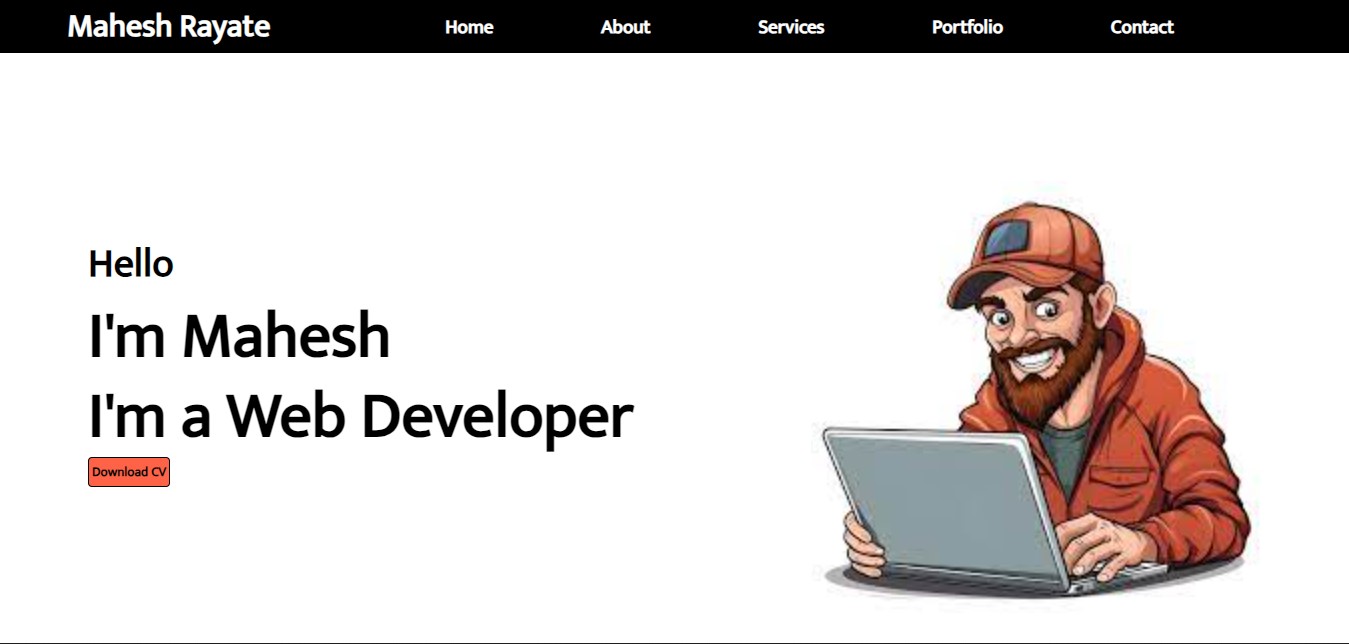 Mahesh Rayate
Home About Services Portfolio Contact
Hello
I'm Mahesh
I'm a Web Developer
Download CV